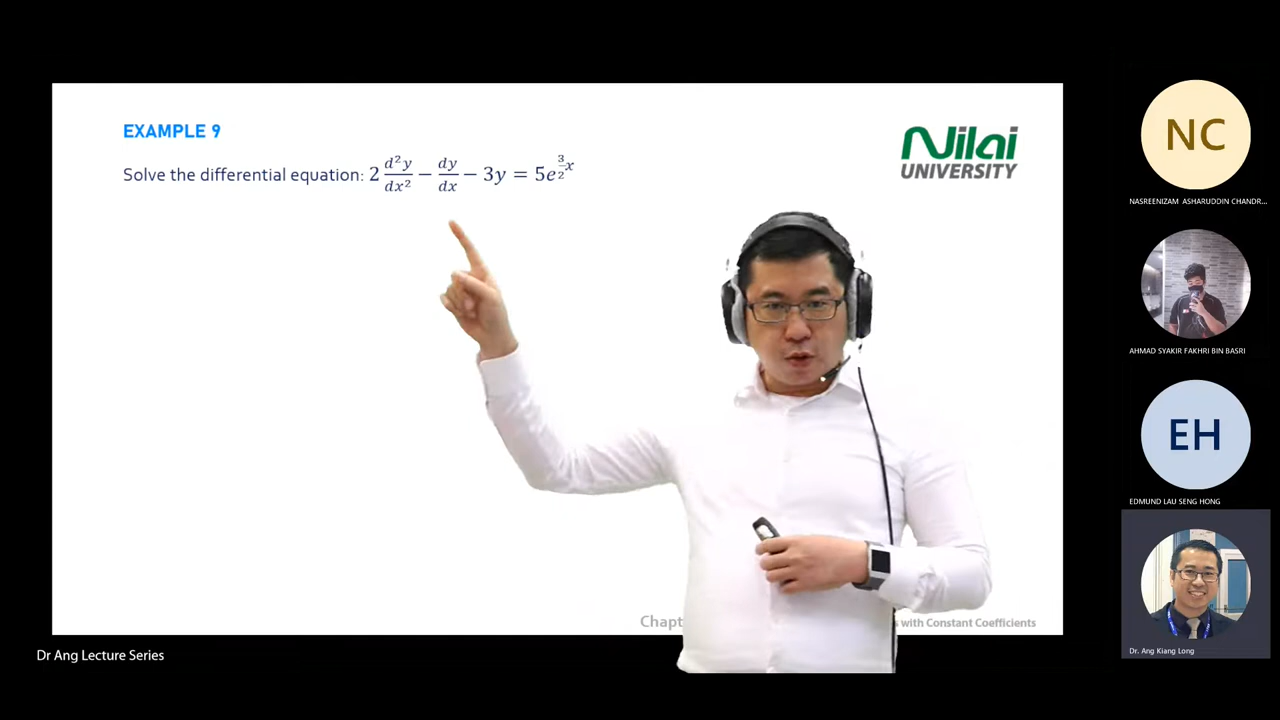 EXAMPLE 9
Solve the differential equation: 2 d²y/dx² − dy/dx − 3y = 5e^(3/2 x)
Nilai
UNIVERSITY
with Constant Coefficients
Dr Ang Lecture Series
NC
NASREENIZAM ASHARUDDIN CHANDR...
AHMAD SYAKIR FAKHRI BIN BASRI
EH
EDMUND LAU SENG HONG
Dr. Ang Kiang Long